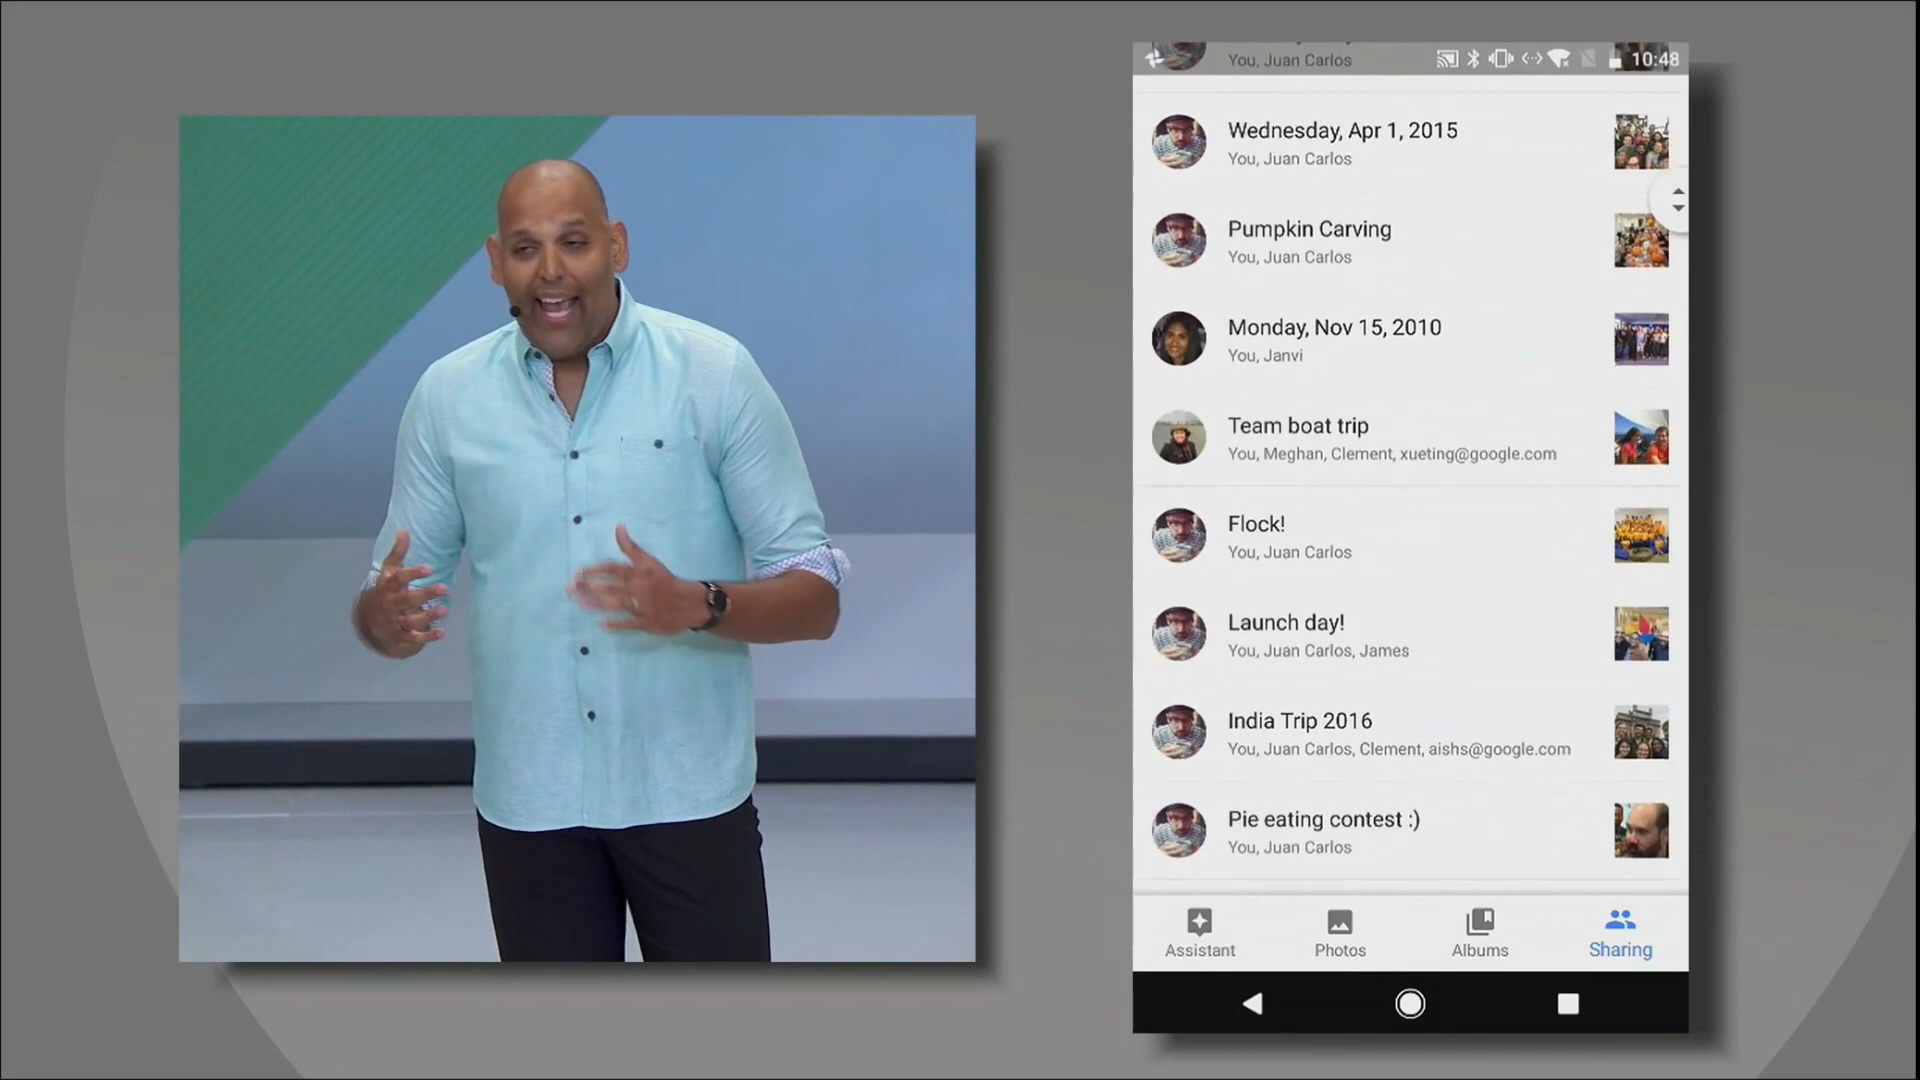 You, Juan Carlos
10:48
Wednesday, Apr 1, 2015
You, Juan Carlos
Pumpkin Carving
You, Juan Carlos
Monday, Nov 15, 2010
You, Janvi
Team boat trip
You, Meghan, Clement, xueting@google.com
Flock!
You, Juan Carlos
Launch day!
You, Juan Carlos, James
India Trip 2016
You, Juan Carlos, Clement, aishs@google.com
Pie eating contest :)
You, Juan Carlos
Assistant
Photos
Albums
Sharing